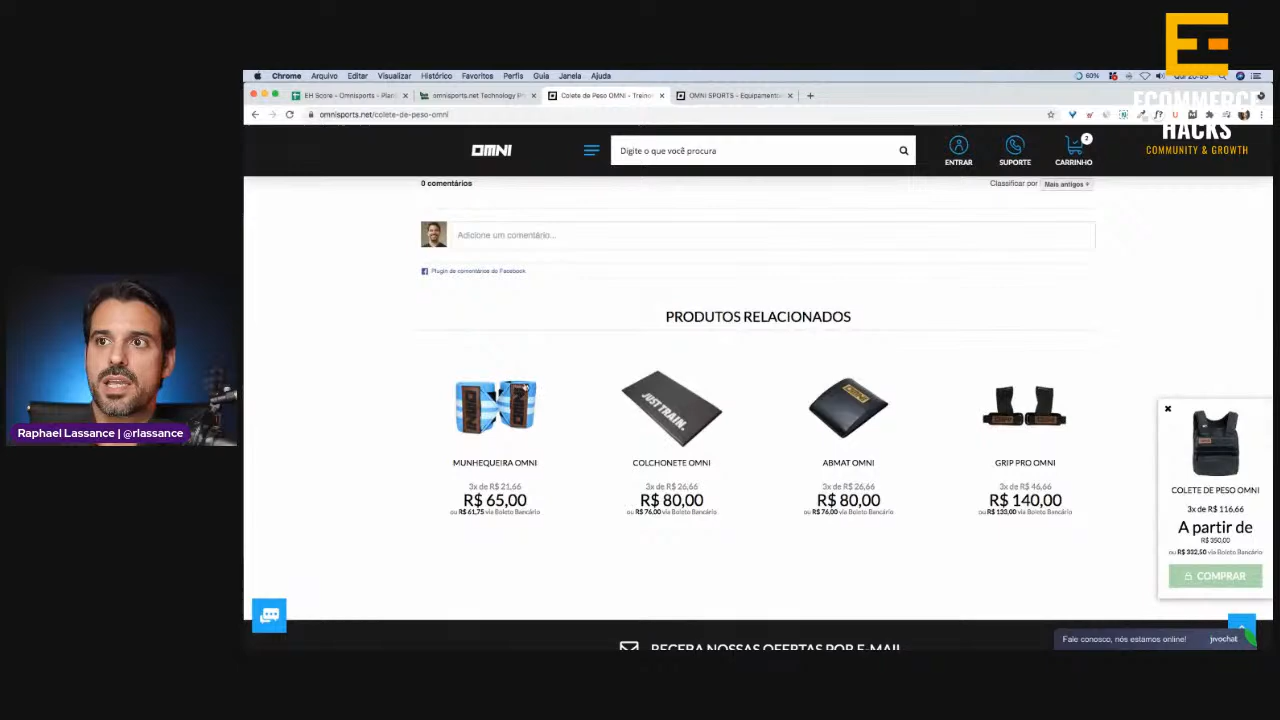 ECOMMERCE
HACKS
COMMUNITY & GROWTH
Chrome Arquivo Editar Visualizar Histórico Favoritos Perfis Guia Janela Ajuda
60%
EH Score - Omnisports - Plani
omnisports.net Technology Pr
Colete de Peso OMNI - Treine
OMNI SPORTS - Equipamento
omnisports.net/colete-de-peso-omni
OMNI
Digite o que você procura
ENTRAR
SUPORTE
2
CARRINHO
0 comentários
Classificar por Mais antigos
Adicione um comentário...
Plugin de comentários do Facebook
PRODUTOS RELACIONADOS
JUST TRAIN.
MUNHEQUEIRA OMNI
3x de R$ 21,66
R$ 65,00
ou R$ 61,75 via Boleto Bancário
COLCHONETE OMNI
3x de R$ 26,66
R$ 80,00
ou R$ 76,00 via Boleto Bancário
ABMAT OMNI
3x de R$ 26,66
R$ 80,00
ou R$ 76,00 via Boleto Bancário
GRIP PRO OMNI
3x de R$ 46,66
R$ 140,00
ou R$ 133,00 via Boleto Bancário
COLETE DE PESO OMNI
3x de R$ 116,66
A partir de
R$ 350,00
ou R$ 332,50 via Boleto Bancário
COMPRAR
Raphael Lassance | @rlassance
Fale conosco, nós estamos online! jivochat
RECEBA NOSSAS OFERTAS POR E-MAIL